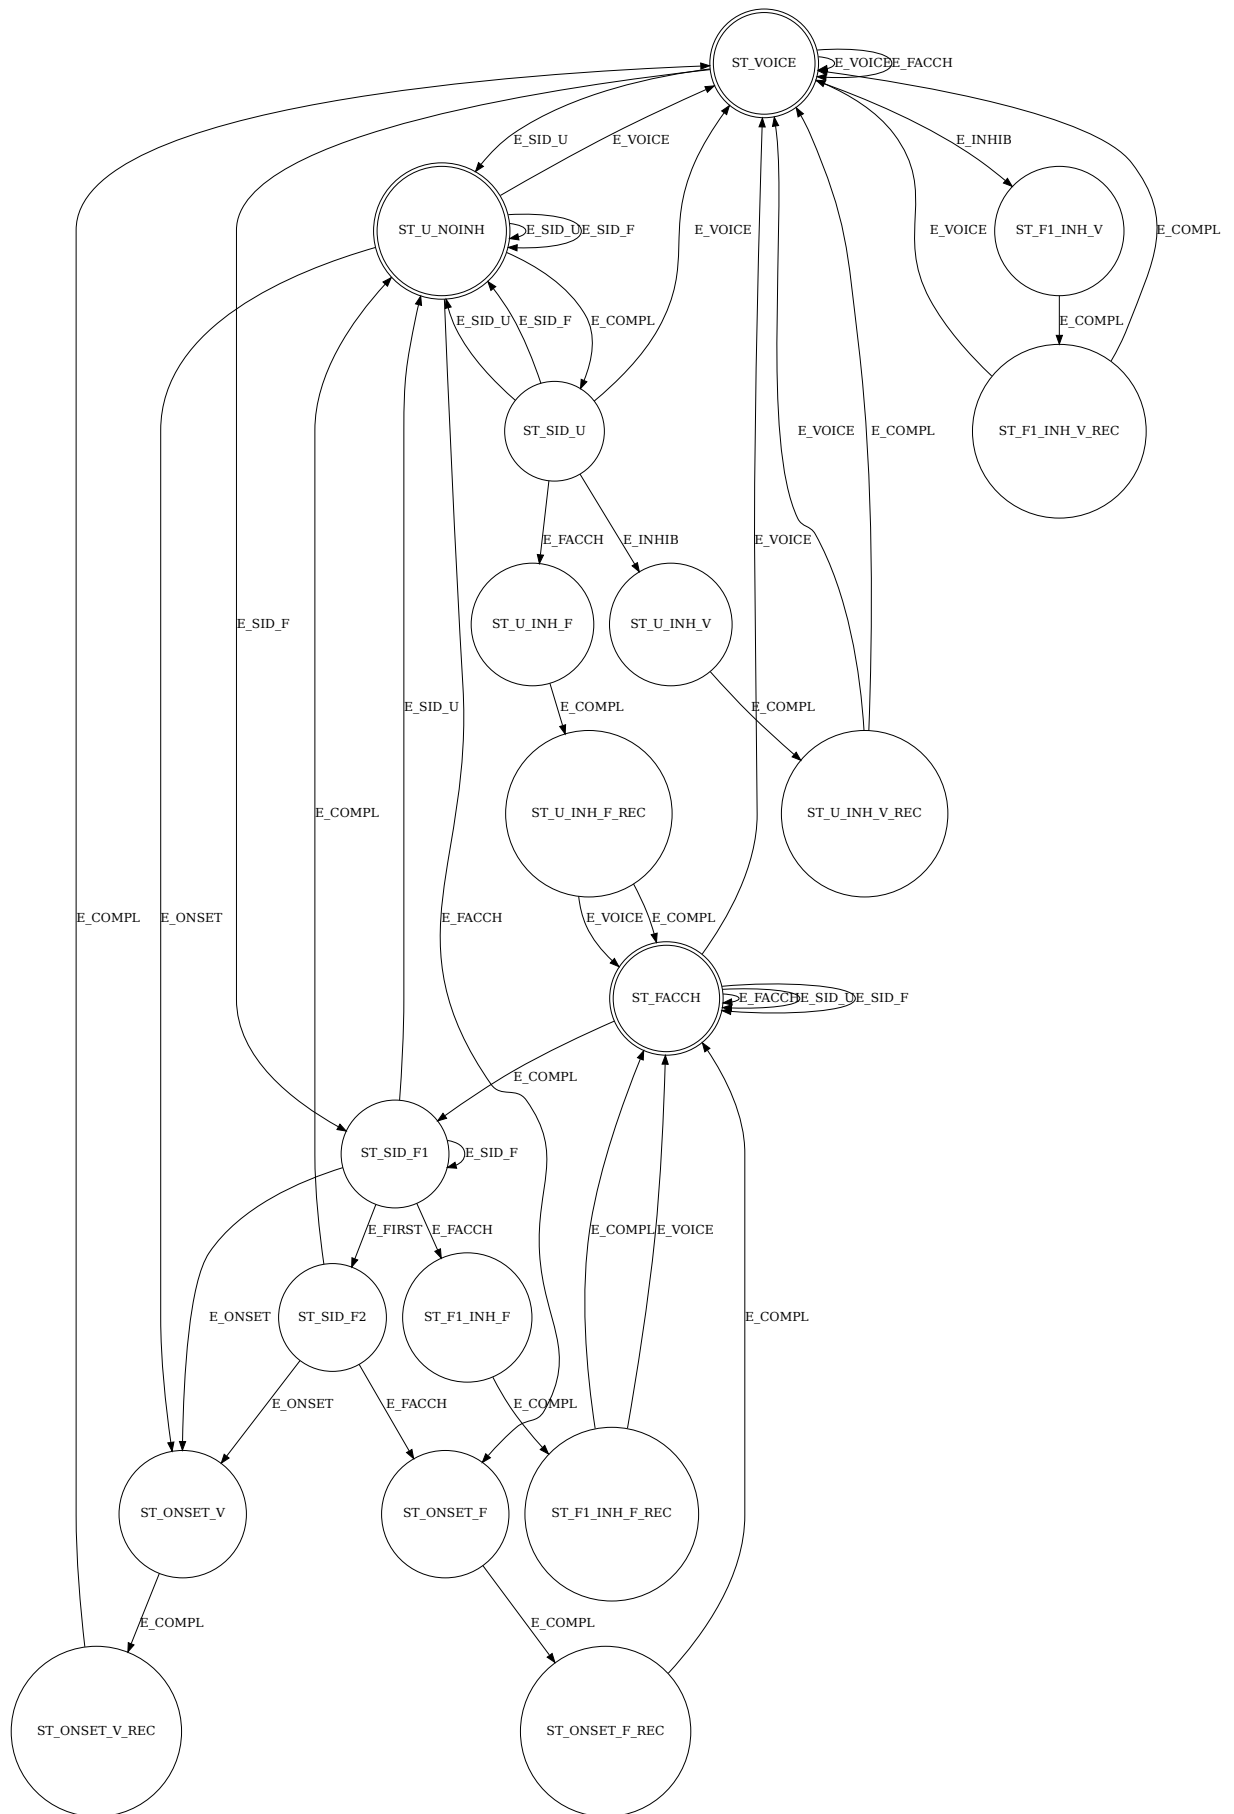 ST_VOICE
E_VOICE
E_FACCH
E_SID_U
E_VOICE
E_INHIB
ST_U_NOINH
E_SID_U
E_SID_F
E_VOICE
E_VOICE
ST_F1_INH_V
E_COMPL
E_SID_U
E_SID_F
E_COMPL
E_COMPL
ST_SID_U
E_VOICE
E_COMPL
ST_F1_INH_V_REC
E_FACCH
E_INHIB
E_VOICE
E_SID_F
ST_U_INH_F
ST_U_INH_V
E_SID_U
E_COMPL
E_COMPL
E_COMPL
ST_U_INH_F_REC
ST_U_INH_V_REC
E_COMPL
E_ONSET
E_FACCH
E_VOICE
E_COMPL
ST_FACCH
E_FACCH
E_SID_U
E_SID_F
E_COMPL
ST_SID_F1
E_SID_F
E_FIRST
E_FACCH
E_COMPL
E_VOICE
E_ONSET
ST_SID_F2
ST_F1_INH_F
E_COMPL
E_ONSET
E_FACCH
E_COMPL
ST_ONSET_V
ST_ONSET_F
ST_F1_INH_F_REC
E_COMPL
E_COMPL
ST_ONSET_V_REC
ST_ONSET_F_REC